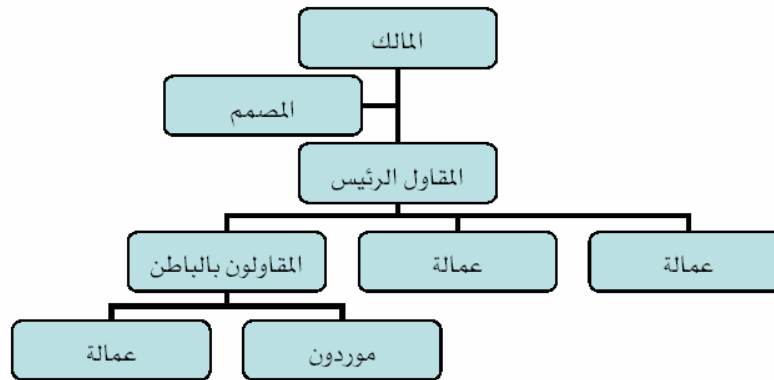 المالك
المصمم
المقاول الرئيس
المقاولون بالباطن
عمالة
عمالة
موردون
عمالة